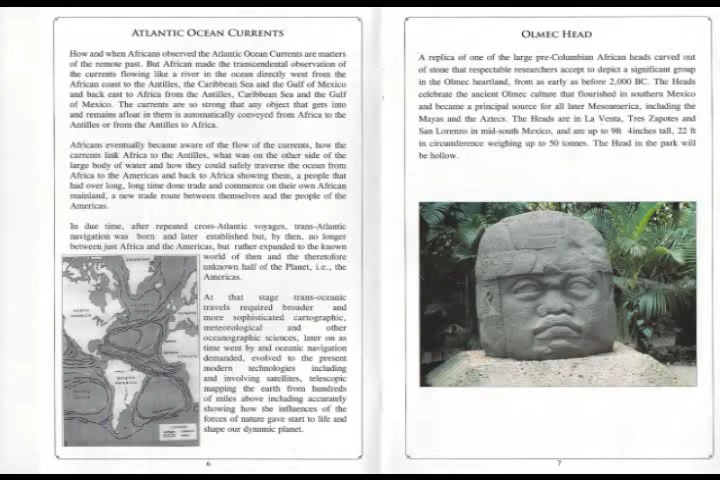 ATLANTIC OCEAN CURRENTS
How and when Africans observed the Atlantic Ocean Currents are matters
of the remote past. But African made the transcendental observation of
the currents flowing like a river in the ocean directly west from the
African coast to the Antilles, the Caribbean Sea and the Gulf of Mexico
and back east to Africa from the Antilles, Caribbean Sea and the Gulf
of Mexico. The currents are so strong that any object that gets into
and remains afloat in them is automatically conveyed from Africa to the
Antilles or from the Antilles to Africa.
Africans eventually became aware of the flow of the currents, how the
currents link Africa to the Antilles, what was on the other side of the
large body of water and how they could safely traverse the ocean from
Africa to the Americas and back to Africa showing them, a people that
had over long, long time done trade and commerce on their own African
mainland, a new trade route between themselves and the people of the
Americas.
In due time, after repeated cross-Atlantic voyages, trans-Atlantic
navigation was born and later established but, by then, no longer
between just Africa and the Americas, but rather expanded to the known
world of then and the theretofore
unknown half of the Planet, i.e., the
Americas.
At that stage trans-oceanic
travels required broader and
more sophisticated cartographic,
meteorological and other
oceanographic sciences, later on as
time went by and oceanic navigation
demanded, evolved to the present
modern technologies including
and involving satellites, telescopic
mapping the earth from hundreds
of miles above including accurately
showing how the influences of the
forces of nature gave start to life and
shape our dynamic planet.
NORTH
AMERICA
SOUTH
AMERICA
6
OLMEC HEAD
A replica of one of the large pre-Columbian African heads carved out
of stone that respectable researchers accept to depict a significant group
in the Olmec heartland, from as early as before 2,000 BC. The Heads
celebrate the ancient Olmec culture that flourished in southern Mexico
and became a principal source for all later Mesoamerica, including the
Mayas and the Aztecs. The Heads are in La Venta, Tres Zapotes and
San Lorenzo in mid-south Mexico, and are up to 9ft 4inches tall, 22 ft
in circumference weighing up to 50 tonnes. The Head in the park will
be hollow.
7